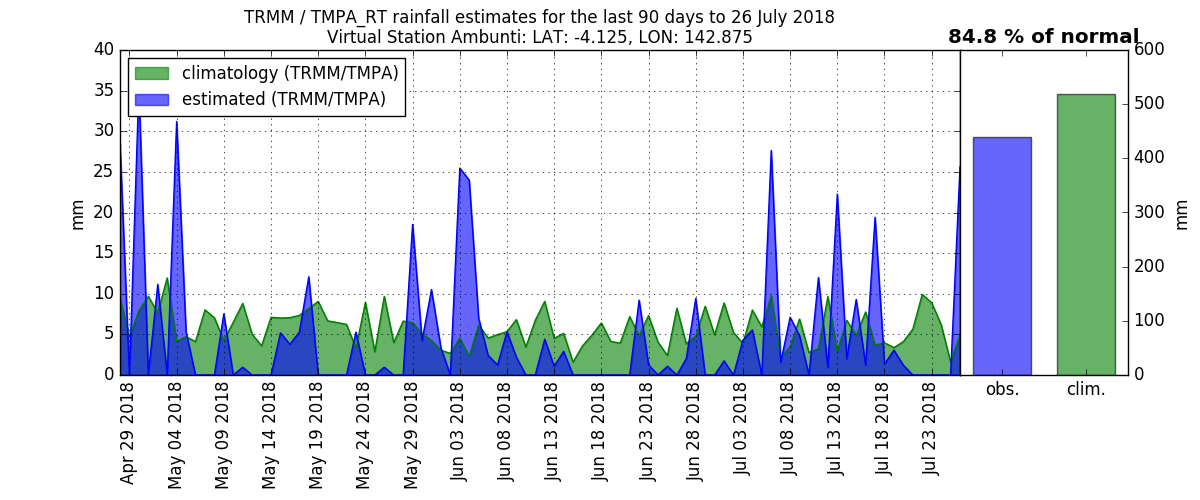 TRMM / TMPA_RT rainfall estimates for the last 90 days to 26 July 2018
Virtual Station Ambunti: LAT: -4.125, LON: 142.875
84.8 % of normal
climatology (TRMM/TMPA)
estimated (TRMM/TMPA)
40
35
30
25
20
15
10
5
0
mm
600
500
400
300
200
100
0
mm
Apr 29 2018
May 04 2018
May 09 2018
May 14 2018
May 19 2018
May 24 2018
May 29 2018
Jun 03 2018
Jun 08 2018
Jun 13 2018
Jun 18 2018
Jun 23 2018
Jun 28 2018
Jul 03 2018
Jul 08 2018
Jul 13 2018
Jul 18 2018
Jul 23 2018
obs.
clim.